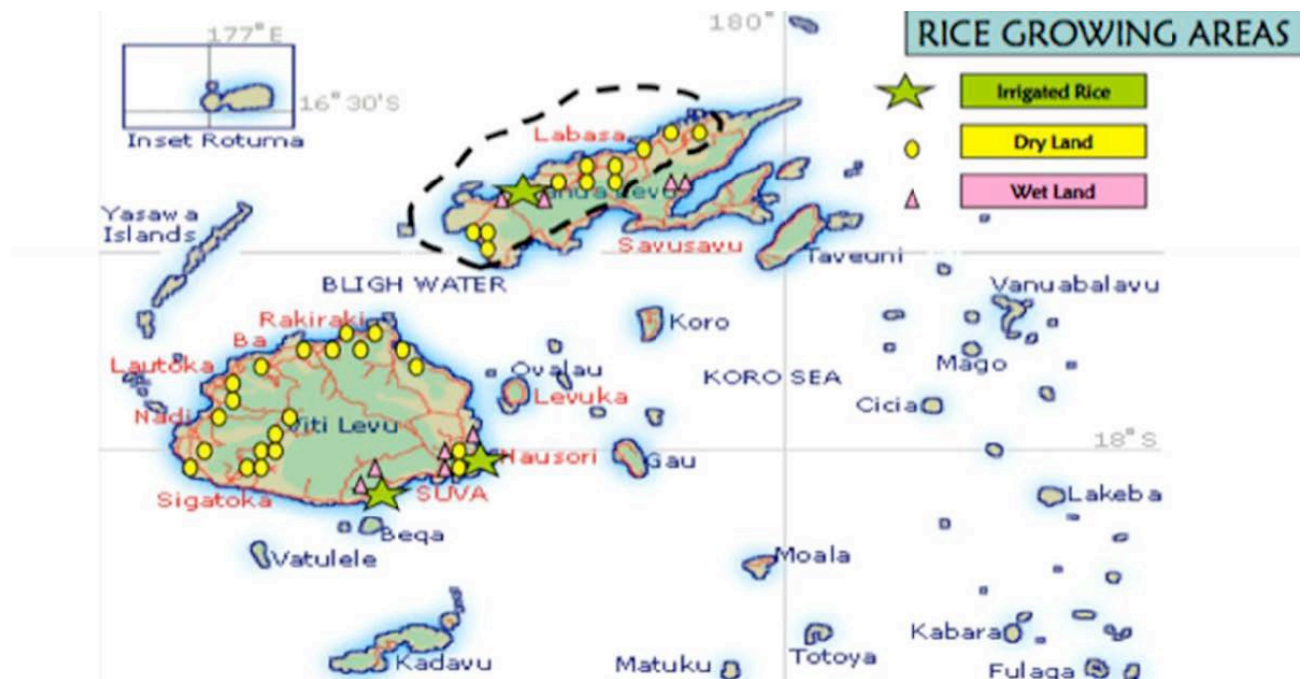 RICE GROWING AREAS
Irrigated Rice
Dry Land
Wet Land
177°E
180°
16°30'S
Inset Rotuma
Labasa
Yasawa
Islands
Savusavu
Taveuni
BLIGH WATER
Vanuabalavu
Rakiraki
Koro
Ba
Lautoka
Ovalau
KORO SEA
Mago
Levuka
Cicia
Nadi
Viti Levu
18°S
Nausori
Gau
Sigatoka
SUVA
Lakeba
Beqa
Vatulele
Moala
Kabara
Kadavu
Matuku
Totoya
Fulaga